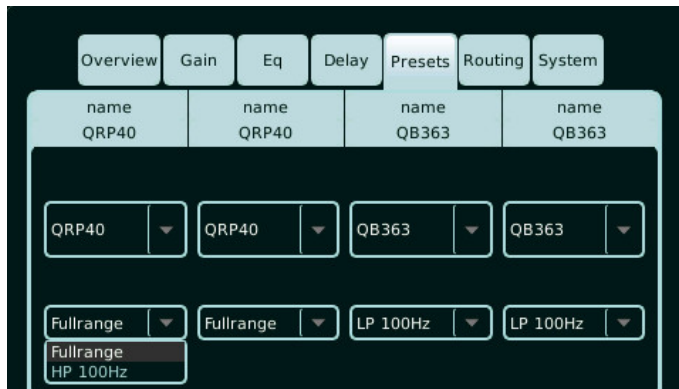 Overview Gain Eq Delay Presets Routing System
name name name name
QRP40 QRP40 QB363 QB363
QRP40 QRP40 QB363 QB363
Fullrange Fullrange LP 100Hz LP 100Hz
Fullrange
HP 100Hz